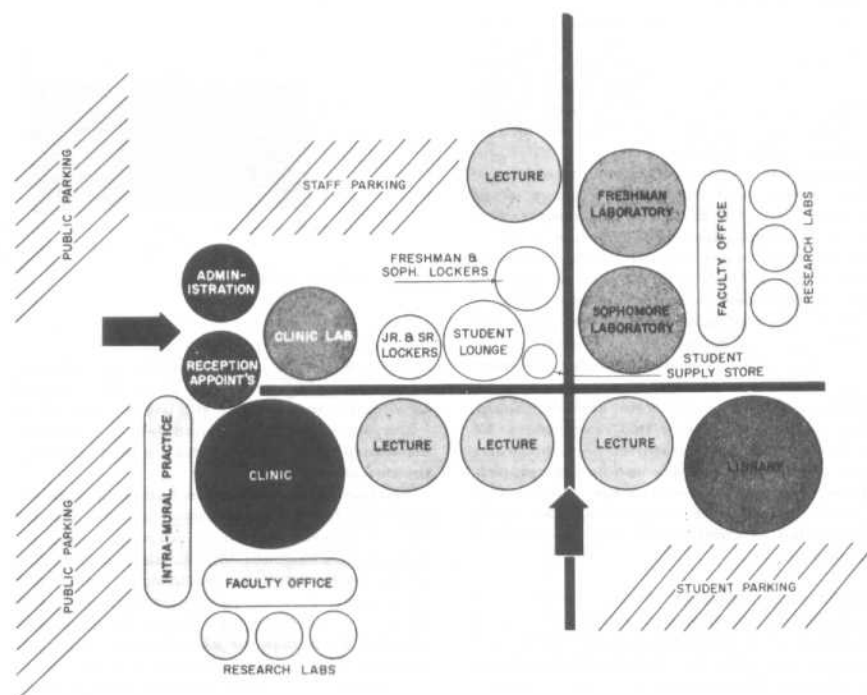 PUBLIC PARKING
STAFF PARKING
LECTURE
FRESHMAN
LABORATORY
FACULTY OFFICE
RESEARCH LABS
ADMIN-
ISTRATION
FRESHMAN &
SOPH. LOCKERS
CLINIC LAB
JR. & SR.
LOCKERS
STUDENT
LOUNGE
SOPHOMORE
LABORATORY
STUDENT
SUPPLY STORE
RECEPTION
APPOINT'S
INTRA-MURAL PRACTICE
CLINIC
LECTURE
LECTURE
LECTURE
LIBRARY
PUBLIC PARKING
FACULTY OFFICE
RESEARCH LABS
STUDENT PARKING